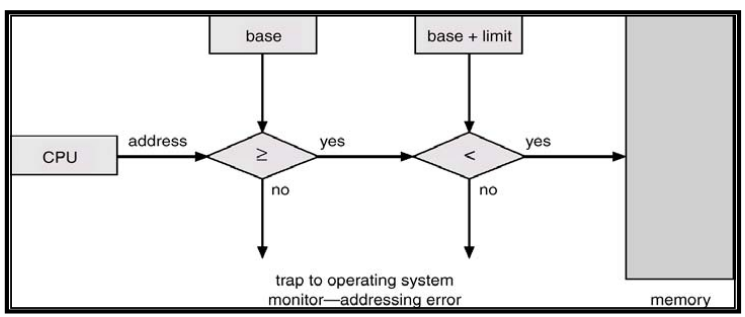 base
base + limit
CPU
address
≥
yes
<
yes
no
no
trap to operating system
monitor—addressing error
memory